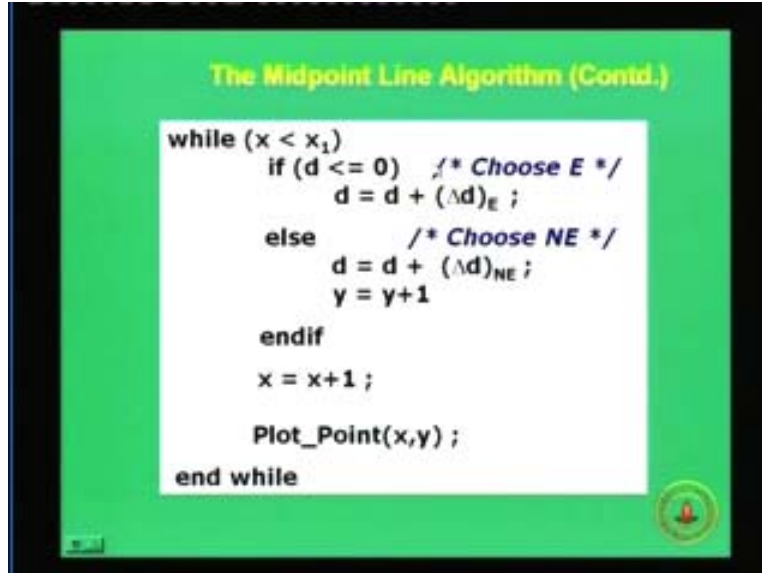 The Midpoint Line Algorithm (Contd.)
while (x < x₁)
if (d <= 0) /* Choose E */
d = d + (Δd)E ;
else /* Choose NE */
d = d + (Δd)NE ;
y = y+1
endif
x = x+1 ;
Plot_Point(x,y) ;
end while